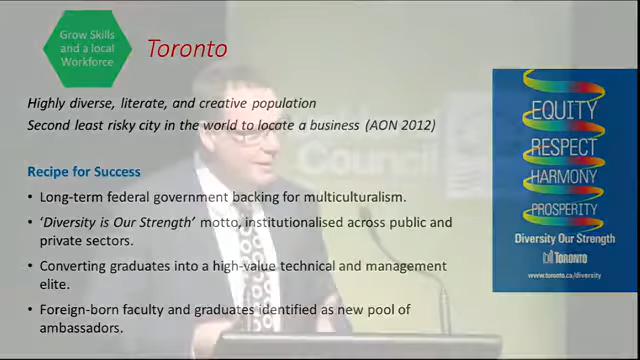 Grow Skills
and a local
Workforce
Toronto
Highly diverse, literate, and creative population
Second least risky city in the world to locate a business (AON 2012)
Recipe for Success
• Long-term federal government backing for multiculturalism.
• ‘Diversity is Our Strength’ motto, institutionalised across public and
private sectors.
• Converting graduates into a high-value technical and management
elite.
• Foreign-born faculty and graduates identified as new pool of
ambassadors.
EQUITY
RESPECT
HARMONY
PROSPERITY
Diversity Our Strength
TORONTO
www.toronto.ca/diversity
Council